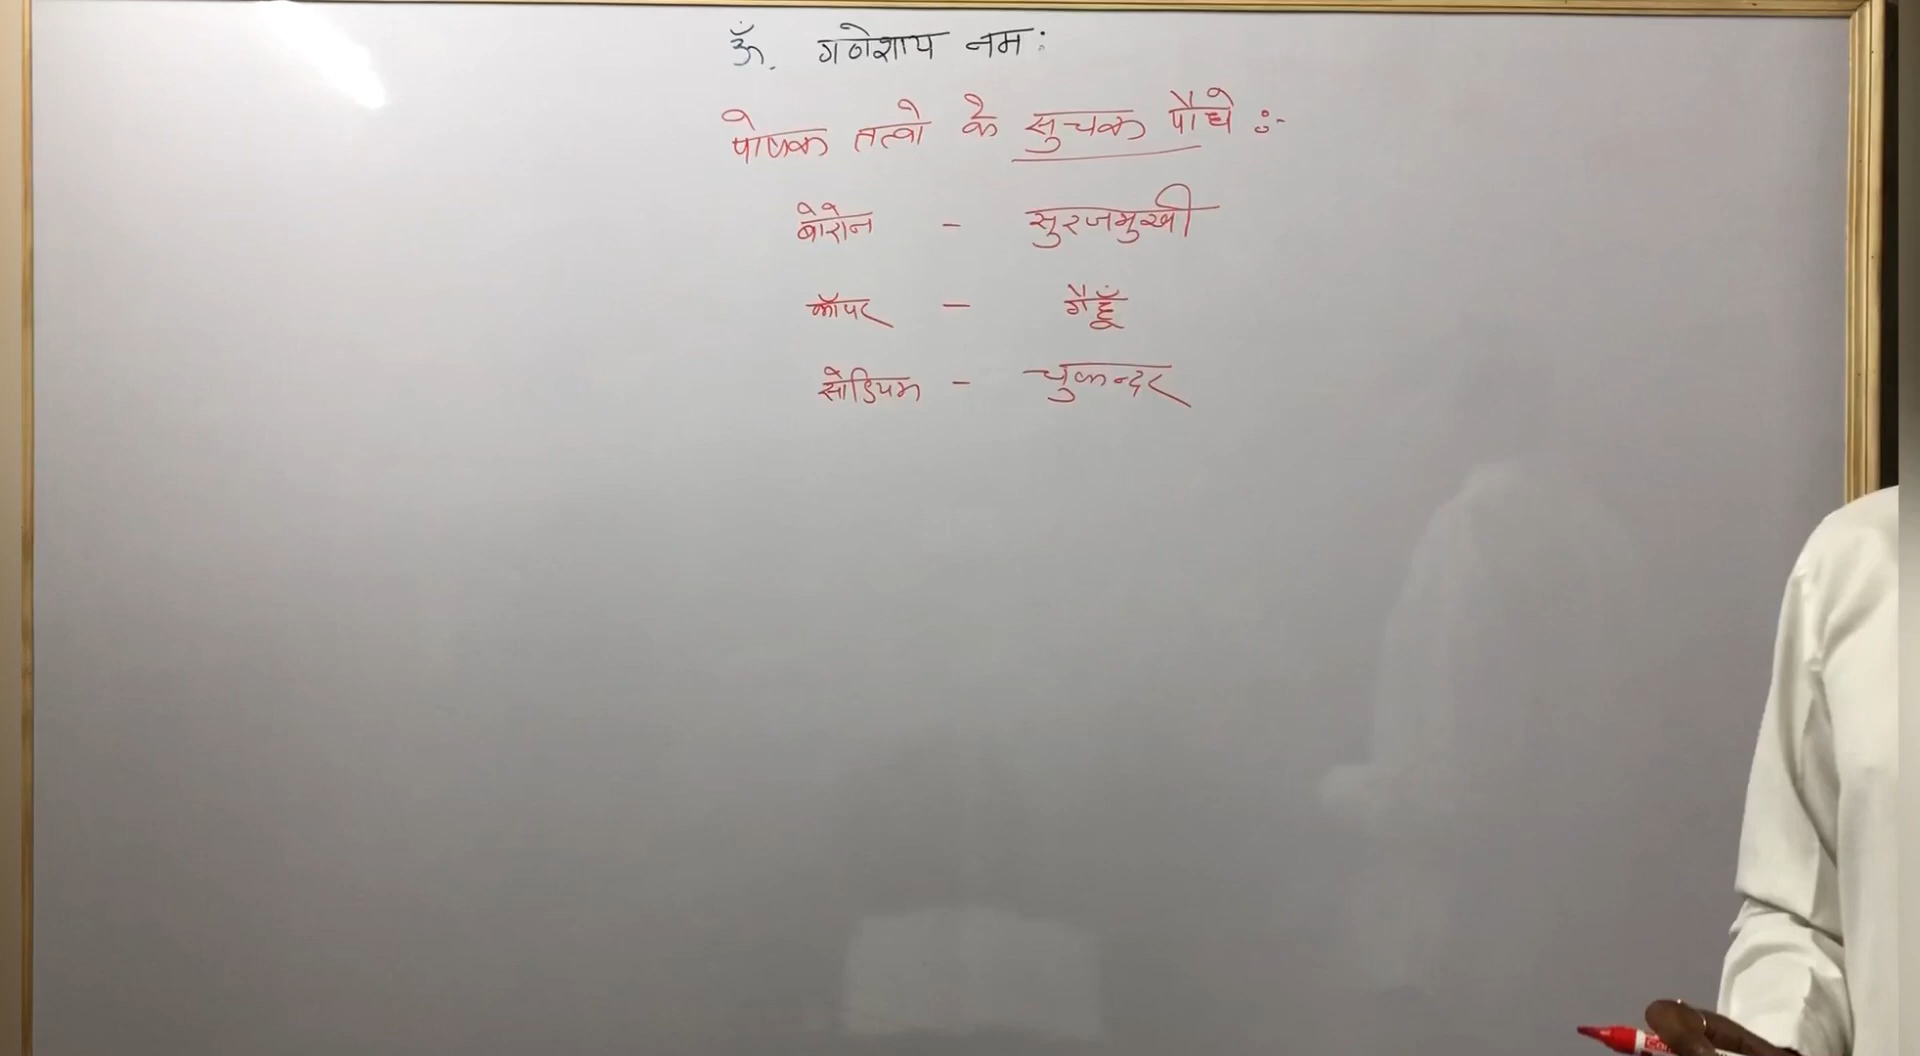 ॐ. गणेशाय नम:
पोषक तत्वो के सुचक पौधे :-
बोरोन - सुरजमुखी
कॉपर - गैहूँ
सोडियम - चुकन्दर